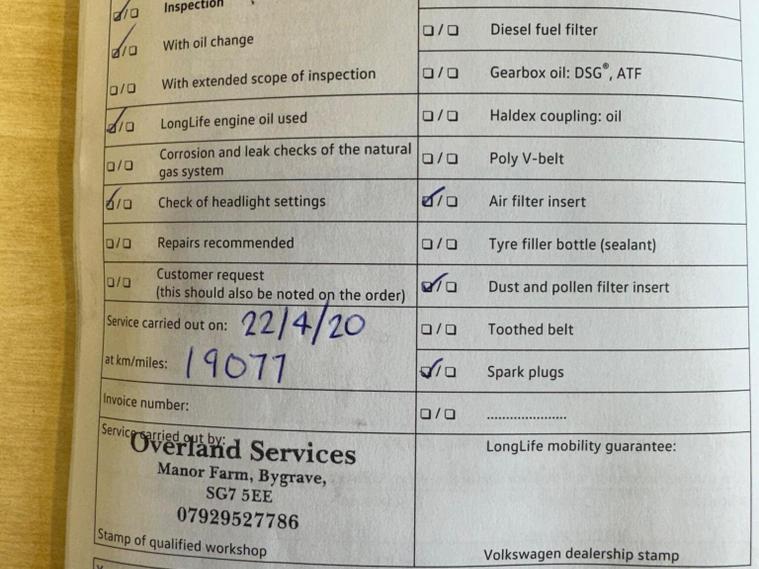 Inspection
With oil change
With extended scope of inspection
LongLife engine oil used
Corrosion and leak checks of the natural
gas system
Check of headlight settings
Repairs recommended
Customer request
(this should also be noted on the order)
Service carried out on: 22/4/20
at km/miles: 19077
Invoice number:
Service carried out by:
Overland Services
Manor Farm, Bygrave,
SG7 5EE
07929527786
Stamp of qualified workshop
Diesel fuel filter
Gearbox oil: DSG®, ATF
Haldex coupling: oil
Poly V-belt
Air filter insert
Tyre filler bottle (sealant)
Dust and pollen filter insert
Toothed belt
Spark plugs
.....................
LongLife mobility guarantee:
Volkswagen dealership stamp